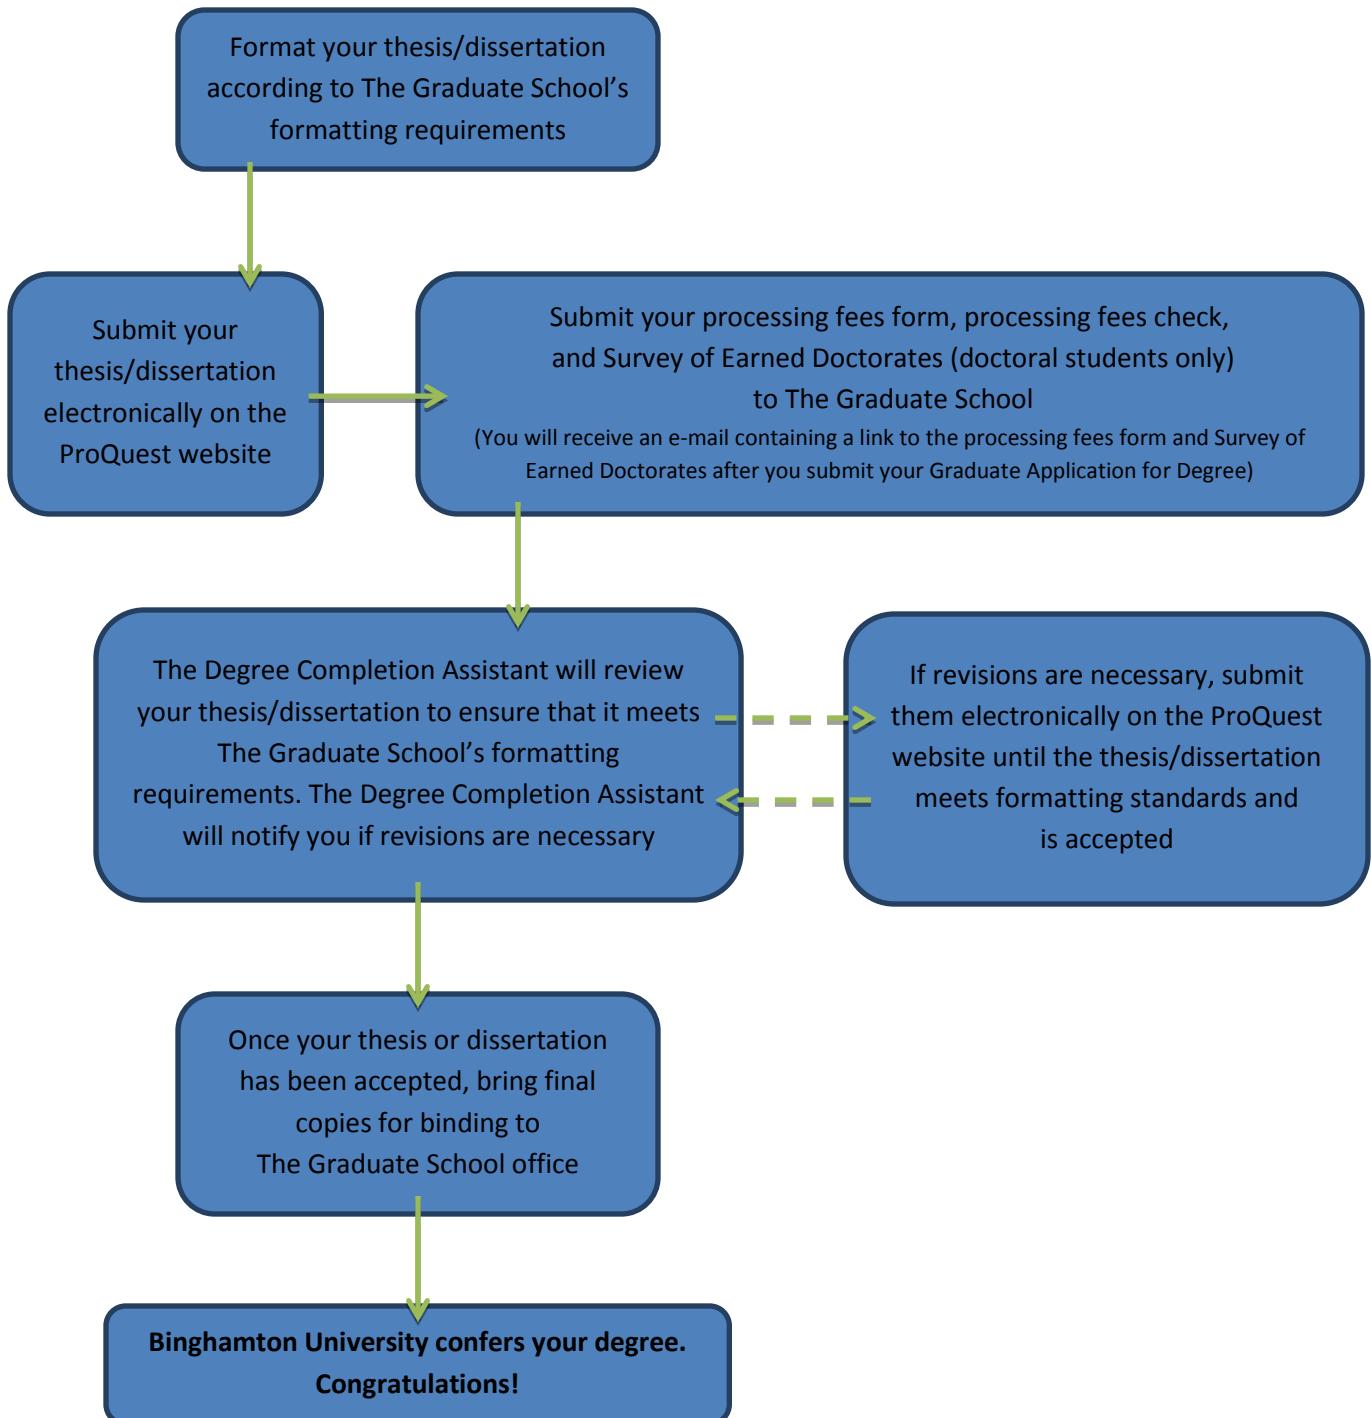 Format your thesis/dissertation
according to The Graduate School’s
formatting requirements
Submit your
thesis/dissertation
electronically on the
ProQuest website
Submit your processing fees form, processing fees check,
and Survey of Earned Doctorates (doctoral students only)
to The Graduate School
(You will receive an e-mail containing a link to the processing fees form and Survey of
Earned Doctorates after you submit your Graduate Application for Degree)
The Degree Completion Assistant will review
your thesis/dissertation to ensure that it meets
The Graduate School’s formatting
requirements. The Degree Completion Assistant
will notify you if revisions are necessary
If revisions are necessary, submit
them electronically on the ProQuest
website until the thesis/dissertation
meets formatting standards and
is accepted
Once your thesis or dissertation
has been accepted, bring final
copies for binding to
The Graduate School office
Binghamton University confers your degree.
Congratulations!